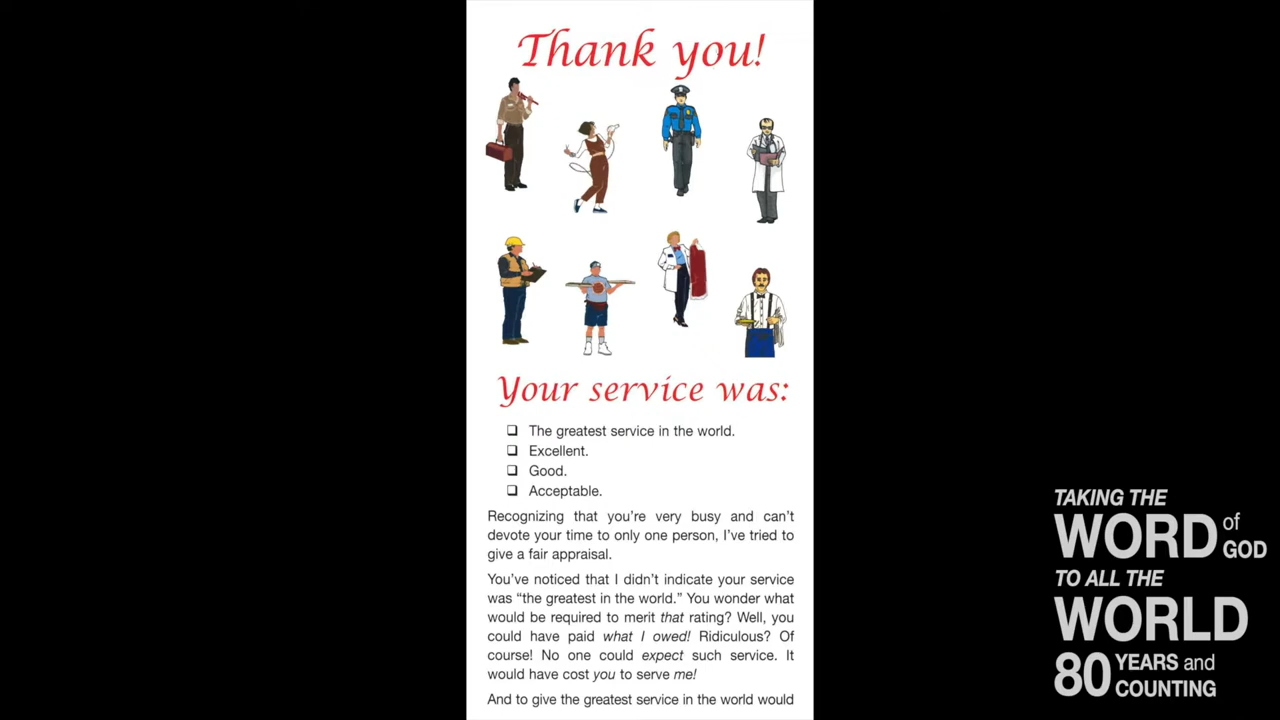 Thank you!
Your service was:
❑ The greatest service in the world.
❑ Excellent.
❑ Good.
❑ Acceptable.
Recognizing that you’re very busy and can’t
devote your time to only one person, I’ve tried to
give a fair appraisal.
You’ve noticed that I didn’t indicate your service
was “the greatest in the world.” You wonder what
would be required to merit that rating? Well, you
could have paid what I owed! Ridiculous? Of
course! No one could expect such service. It
would have cost you to serve me!
And to give the greatest service in the world would
TAKING THE
WORD of
GOD
TO ALL THE
WORLD
80 YEARS and
COUNTING